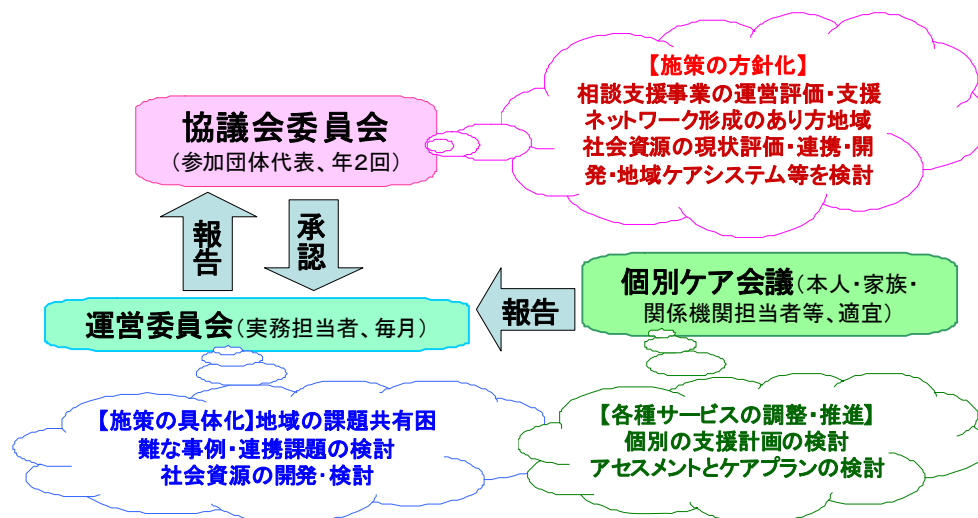 【施策の方針化】
相談支援事業の運営評価・支援
ネットワーク形成のあり方地域
社会資源の現状評価・連携・開
発・地域ケアシステム等を検討
協議会委員会
（参加団体代表、年２回）
報告
承認
個別ケア会議（本人・家族・
関係機関担当者等、適宜）
報告
運営委員会（実務担当者、毎月）
【施策の具体化】地域の課題共有困
難な事例・連携課題の検討
社会資源の開発・検討
【各種サービスの調整・推進】
個別の支援計画の検討
アセスメントとケアプランの検討